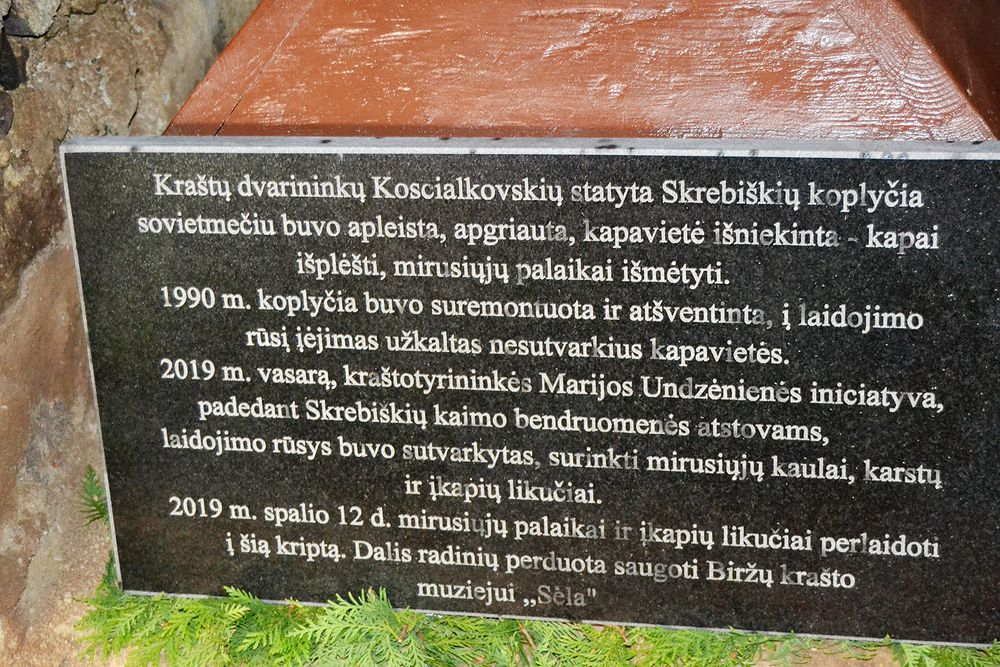 Kraštų dvarininkų Koscialkovskių statyta Skrebiškių koplyčia
sovietmečiu buvo apleista, apgriauta, kapavietė išniekinta - kapai
išplėšti, mirusiųjų palaikai išmėtyti.
1990 m. koplyčia buvo suremontuota ir atšventinta, į laidojimo
rūsį įėjimas užkaltas nesutvarkius kapavietės.
2019 m. vasarą, kraštotyrininkės Marijos Undzėnienės iniciatyva,
padedant Skrebiškių kaimo bendruomenės atstovams,
laidojimo rūsys buvo sutvarkytas, surinkti mirusiųjų kaulai, karstų
ir įkapių likučiai.
2019 m. spalio 12 d. mirusiųjų palaikai ir įkapių likučiai perlaidoti
į šią kriptą. Dalis radinių perduota saugoti Biržų krašto
muziejui „Sėla"